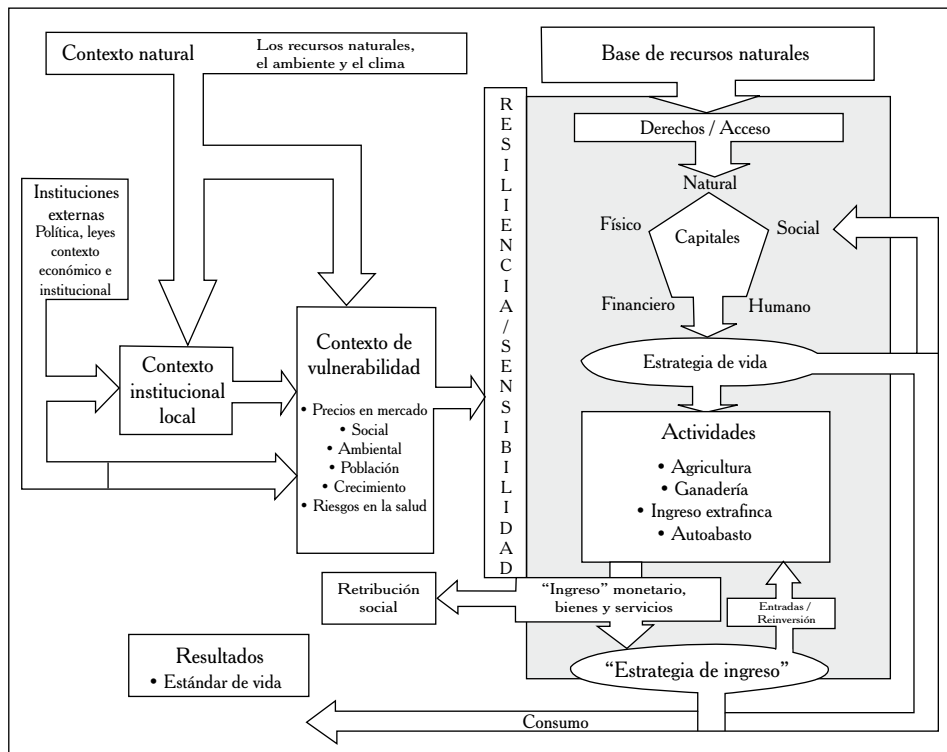 Contexto natural
Los recursos naturales,
el ambiente y el clima
Base de recursos naturales
Derechos / Acceso
Natural
Físico
Capitales
Social
Financiero
Humano
Estrategia de vida
Actividades
• Agricultura
• Ganadería
• Ingreso extrafinca
• Autoabasto
Instituciones
externas
Política, leyes
contexto
económico e
institucional
Contexto
institucional
local
Contexto de
vulnerabilidad
• Precios en mercado
• Social
• Ambiental
• Población
• Crecimiento
• Riesgos en la salud
RESILIENCIA/SENSIBILIDAD
Retribución
social
"Ingreso" monetario,
bienes y servicios
Entradas /
Reinversión
"Estrategia de ingreso"
Resultados
• Estándar de vida
Consumo